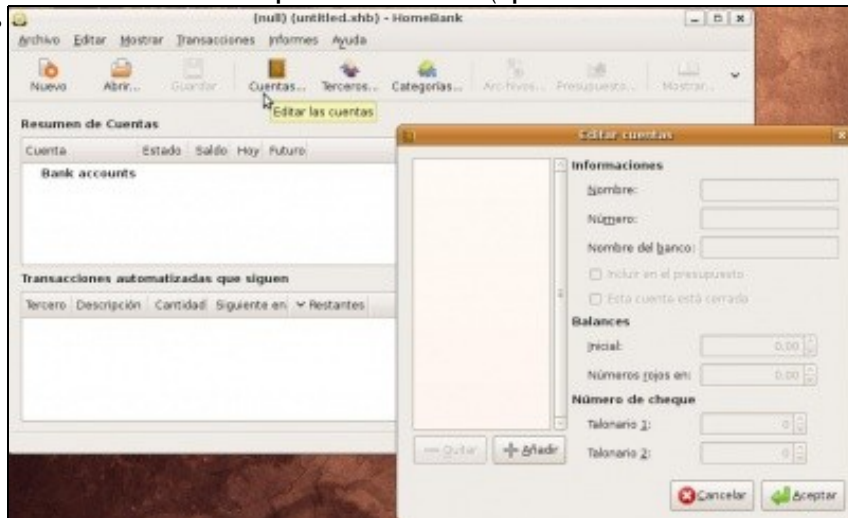 (null) (untitled.xhb) - HomeBank
Archivo Editar Mostrar Transacciones Informes Ayuda
Nuevo Abrir... Guardar Cuentas... Terceros... Categorías... Archivos... Presupuesto... Mostrar...
Editar las cuentas
Resumen de Cuentas
Cuenta Estado Saldo Hoy Futuro
Bank accounts
Transacciones automatizadas que siguen
Tercero Descripción Cantidad Siguiente en Restantes
Editar cuentas
Informaciones
Nombre:
Número:
Nombre del banco:
Incluir en el presupuesto
Esta cuenta está cerrada
Balances
Inicial: 0,00
Números rojos en: 0,00
Número de cheque
Talonario 1: 0
Talonario 2: 0
Quitar Añadir
Cancelar Aceptar